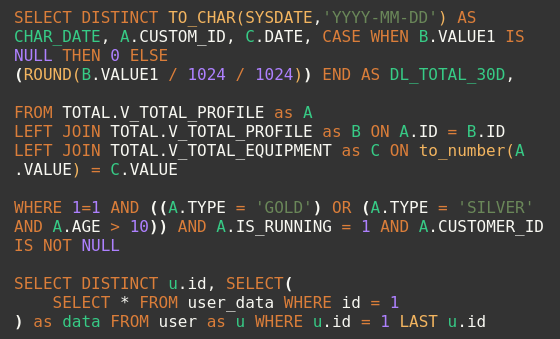 SELECT DISTINCT TO_CHAR(SYSDATE,'YYYY-MM-DD') AS
CHAR_DATE, A.CUSTOM_ID, C.DATE, CASE WHEN B.VALUE1 IS
NULL THEN 0 ELSE
(ROUND(B.VALUE1 / 1024 / 1024)) END AS DL_TOTAL_30D,

FROM TOTAL.V_TOTAL_PROFILE as A
LEFT JOIN TOTAL.V_TOTAL_PROFILE as B ON A.ID = B.ID
LEFT JOIN TOTAL.V_TOTAL_EQUIPMENT as C ON to_number(A
.VALUE) = C.VALUE

WHERE 1=1 AND ((A.TYPE = 'GOLD') OR (A.TYPE = 'SILVER'
AND A.AGE > 10)) AND A.IS_RUNNING = 1 AND A.CUSTOMER_ID
IS NOT NULL

SELECT DISTINCT u.id, SELECT(
    SELECT * FROM user_data WHERE id = 1
) as data FROM user as u WHERE u.id = 1 LAST u.id